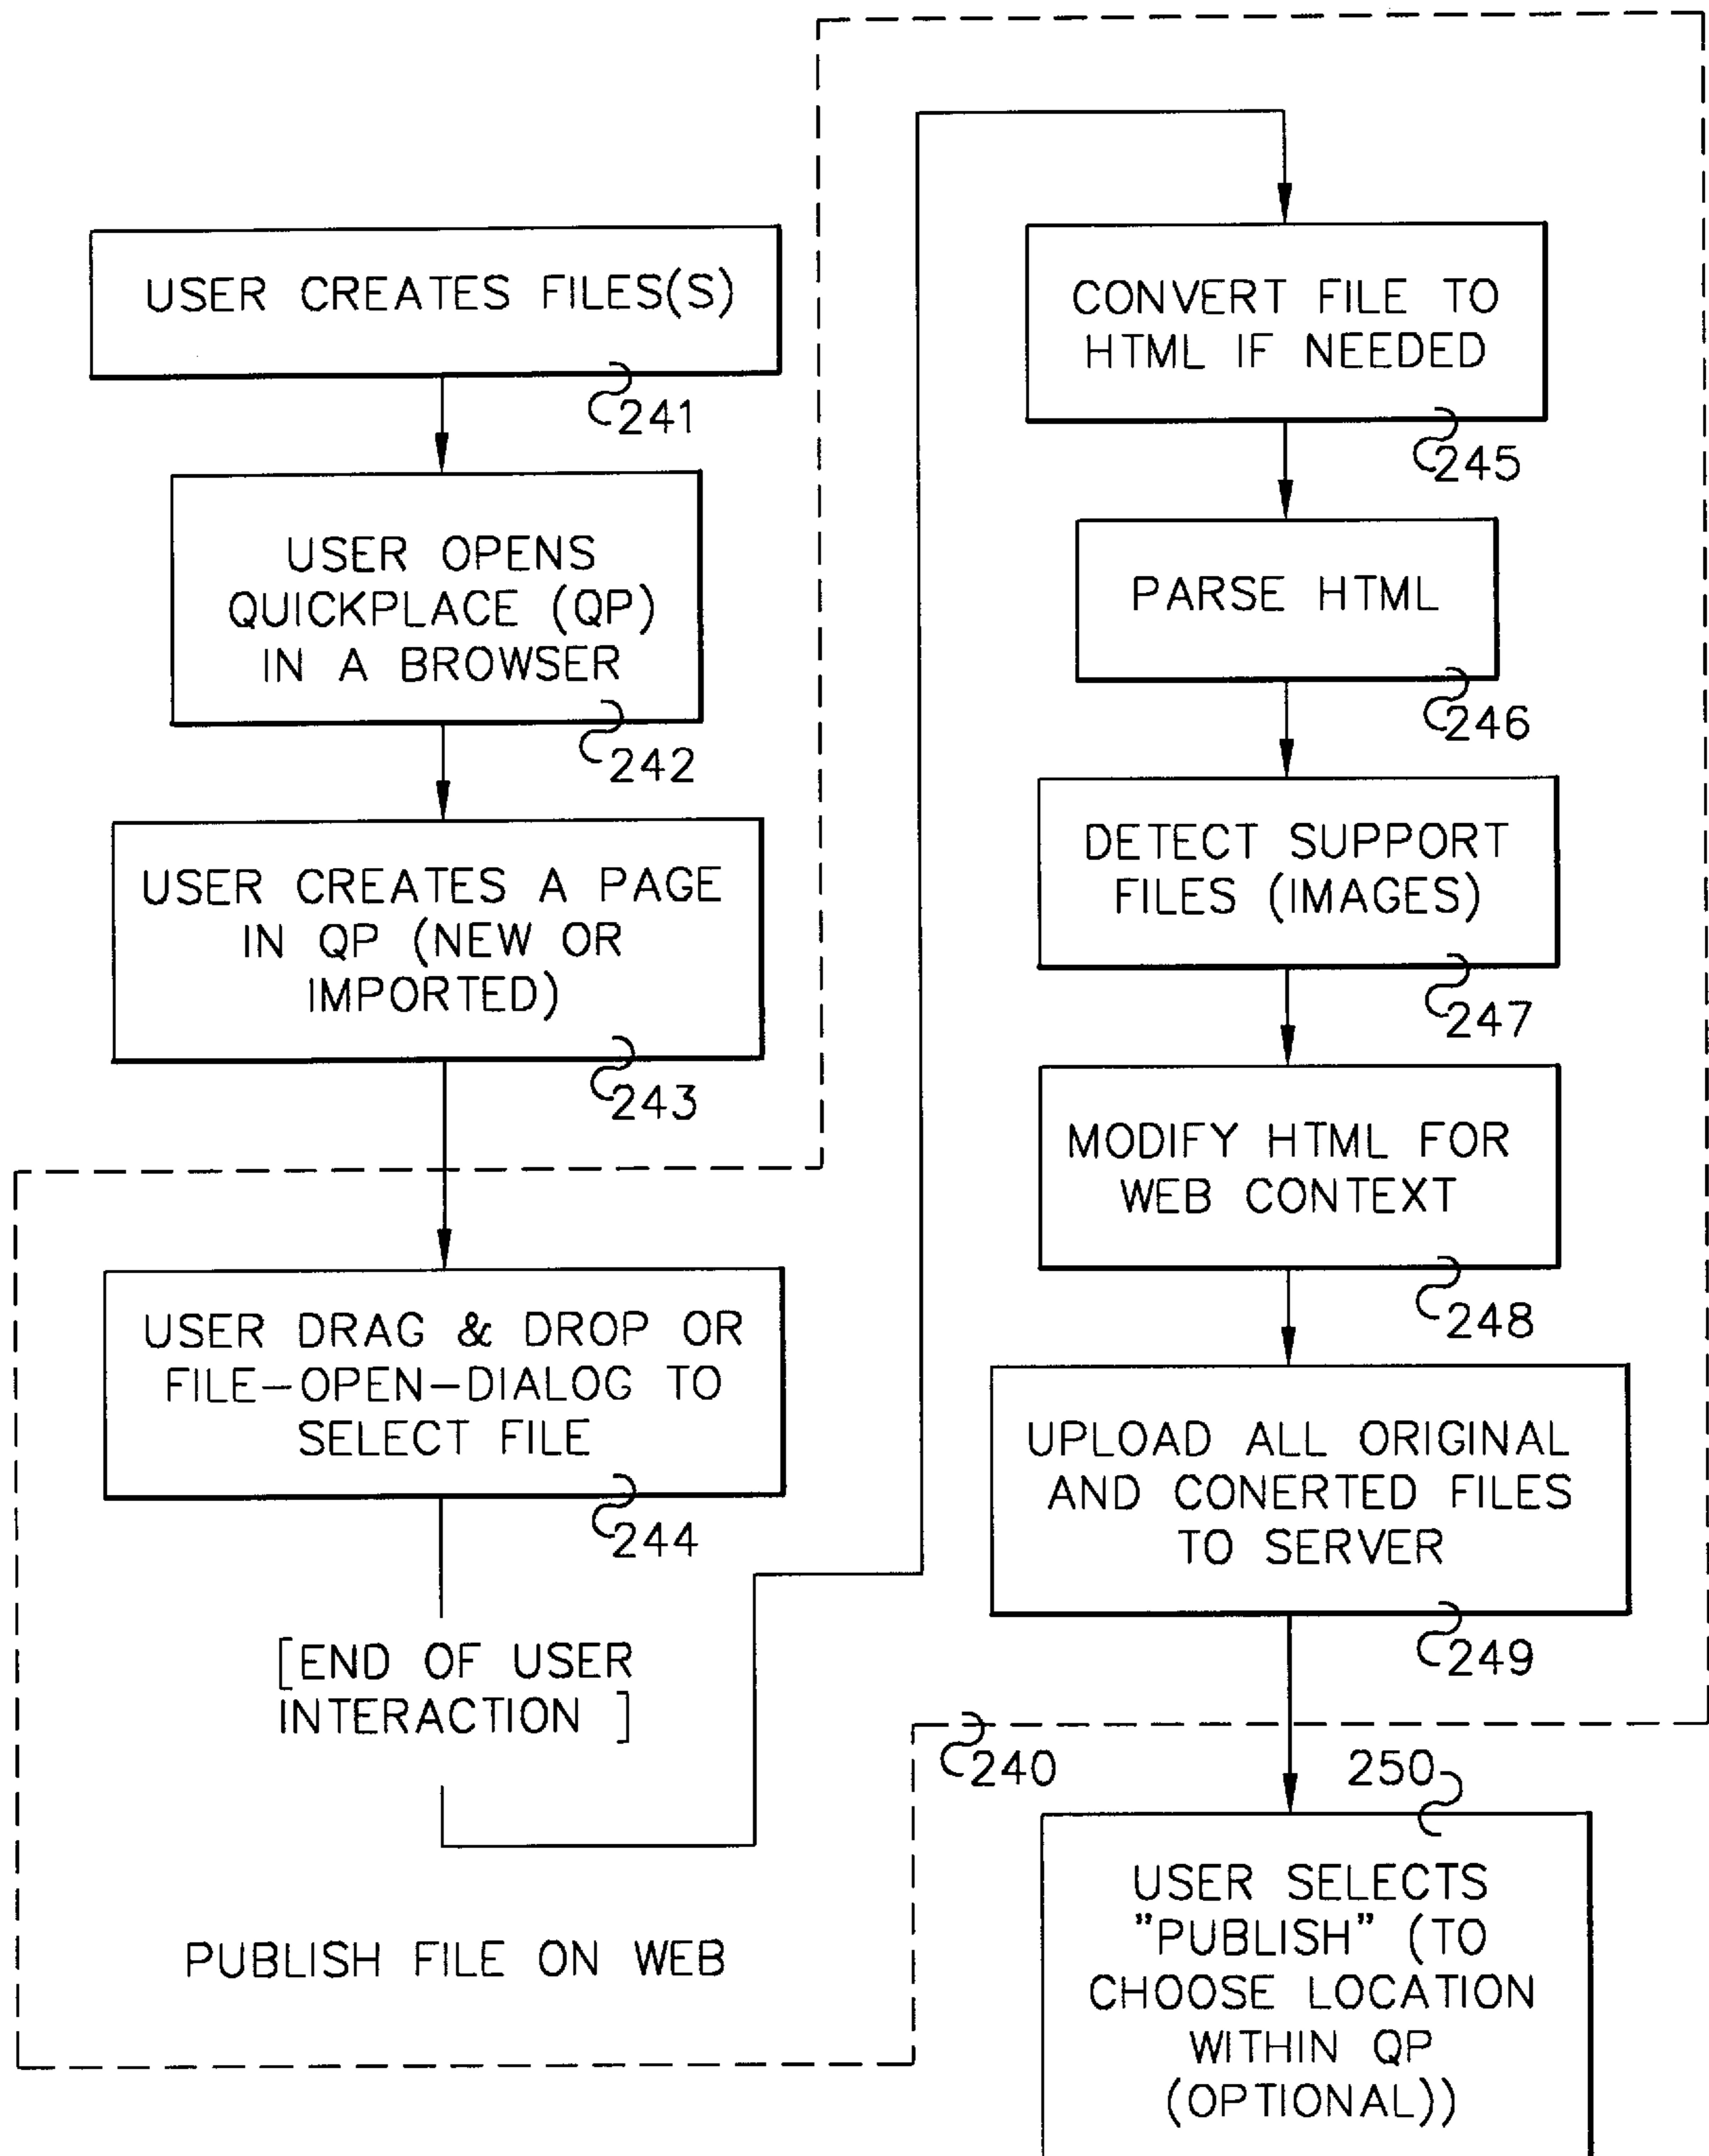 USER CREATES FILES(S)
241
USER OPENS
QUICKPLACE (QP)
IN A BROWSER
242
USER CREATES A PAGE
IN QP (NEW OR
IMPORTED)
243
USER DRAG & DROP OR
FILE-OPEN-DIALOG TO
SELECT FILE
244
[END OF USER
INTERACTION ]
PUBLISH FILE ON WEB
CONVERT FILE TO
HTML IF NEEDED
245
PARSE HTML
246
DETECT SUPPORT
FILES (IMAGES)
247
MODIFY HTML FOR
WEB CONTEXT
248
UPLOAD ALL ORIGINAL
AND CONERTED FILES
TO SERVER
249
240
250
USER SELECTS
"PUBLISH" (TO
CHOOSE LOCATION
WITHIN QP
(OPTIONAL))